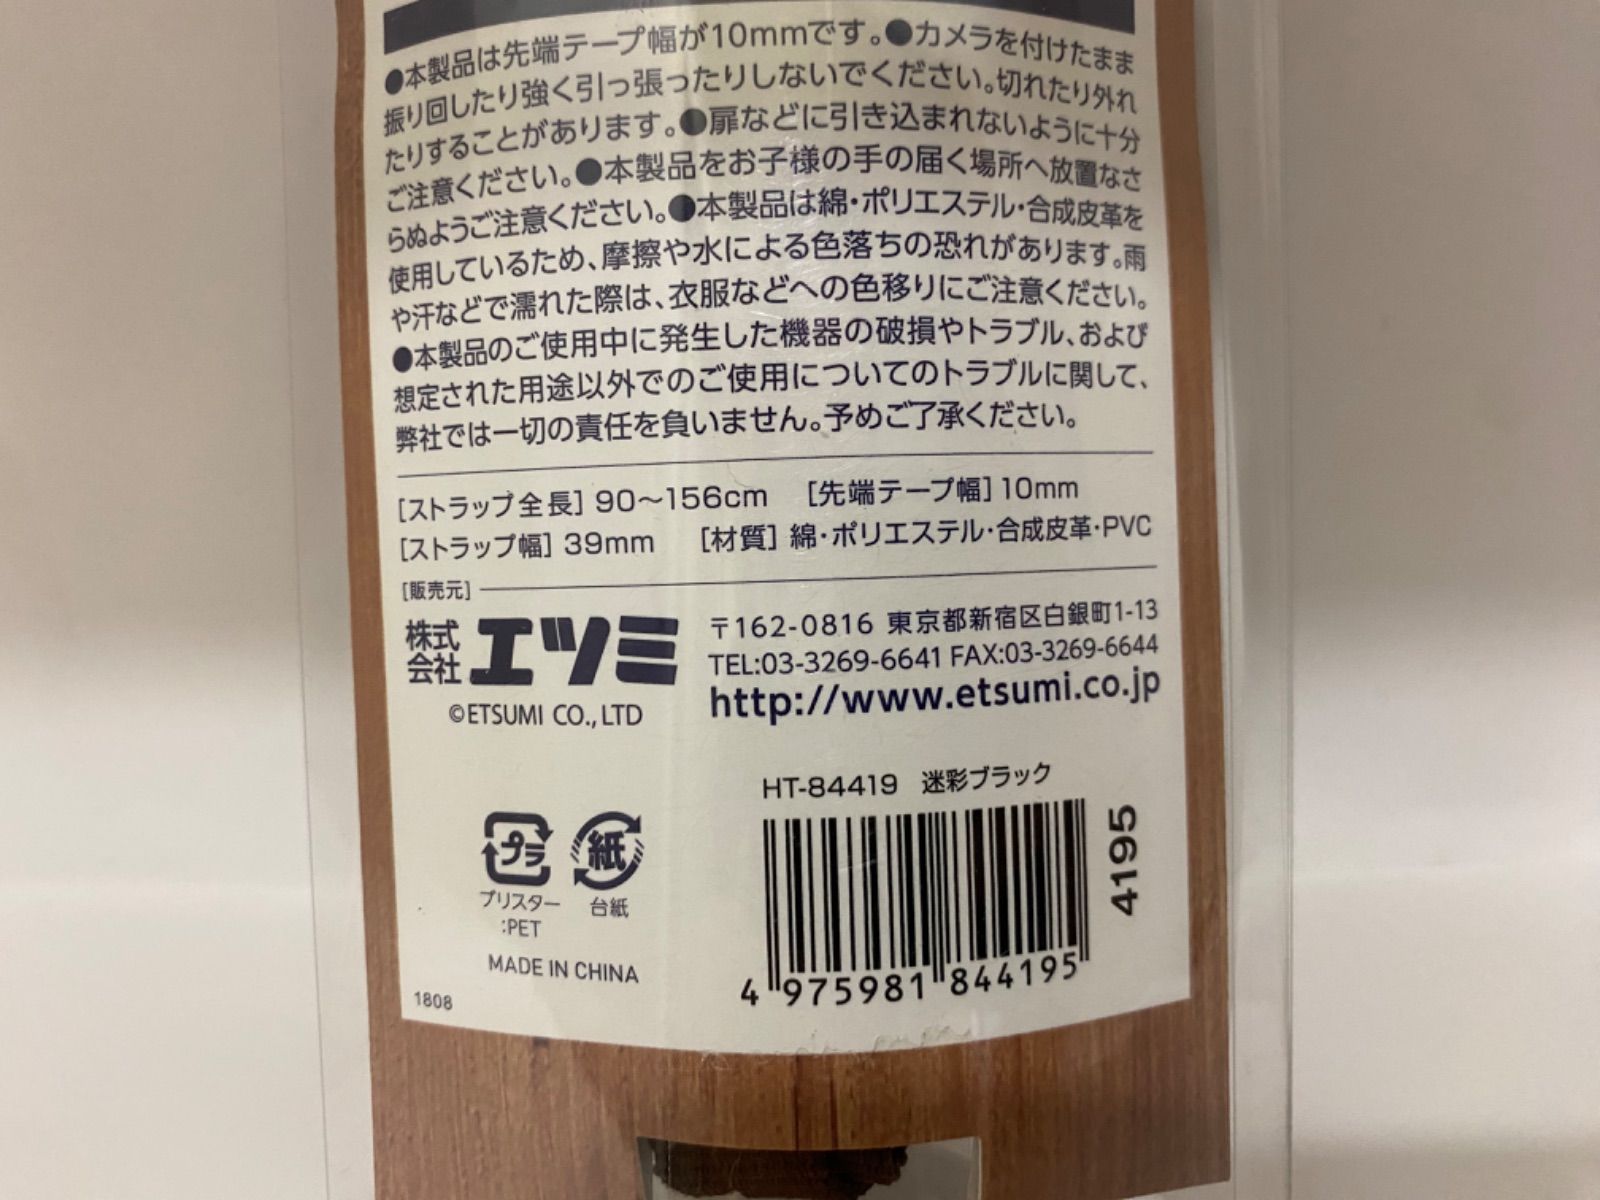 ●本製品は先端テープ幅が10mmです。●カメラを付けたまま
振り回したり強く引っ張ったりしないでください。切れたり外れ
たりすることがあります。●扉などに引き込まれないように十分
ご注意ください。●本製品をお子様の手の届く場所へ放置なさ
らぬようご注意ください。●本製品は綿・ポリエステル・合成皮革を
使用しているため、摩擦や水による色落ちの恐れがあります。雨
や汗などで濡れた際は、衣服などへの色移りにご注意ください。
●本製品のご使用中に発生した機器の破損やトラブル、および
想定された用途以外でのご使用についてのトラブルに関して、
弊社では一切の責任を負いません。予めご了承ください。
[ストラップ全長] 90～156cm [先端テープ幅] 10mm
[ストラップ幅] 39mm [材質] 綿・ポリエステル・合成皮革・PVC
[販売元]
株式会社 エツミ
©ETSUMI CO.,LTD
〒162-0816 東京都新宿区白銀町1-13
TEL:03-3269-6641 FAX:03-3269-6644
http://www.etsumi.co.jp
HT-84419 迷彩ブラック
4195
4 975981 844195
プラ 紙
プリスター
:PET
台紙
MADE IN CHINA
1808